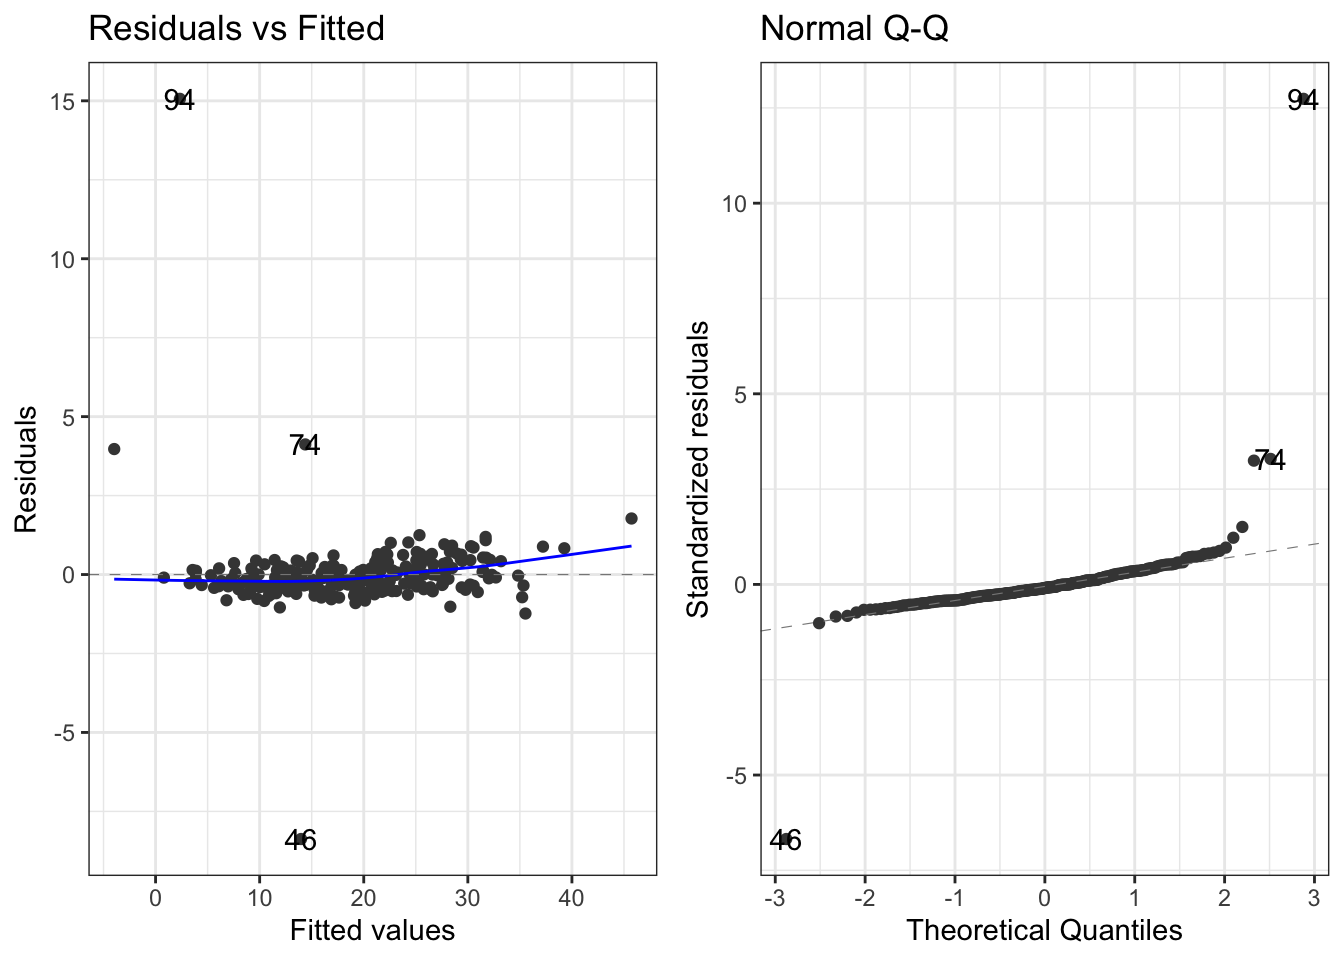 Residuals vs Fitted
15
10
5
0
-5
94
74
46
0 10 20 30 40
Fitted values
Residuals
Normal Q-Q
10
5
0
-5
94
74
46
-3 -2 -1 0 1 2 3
Theoretical Quantiles
Standardized residuals